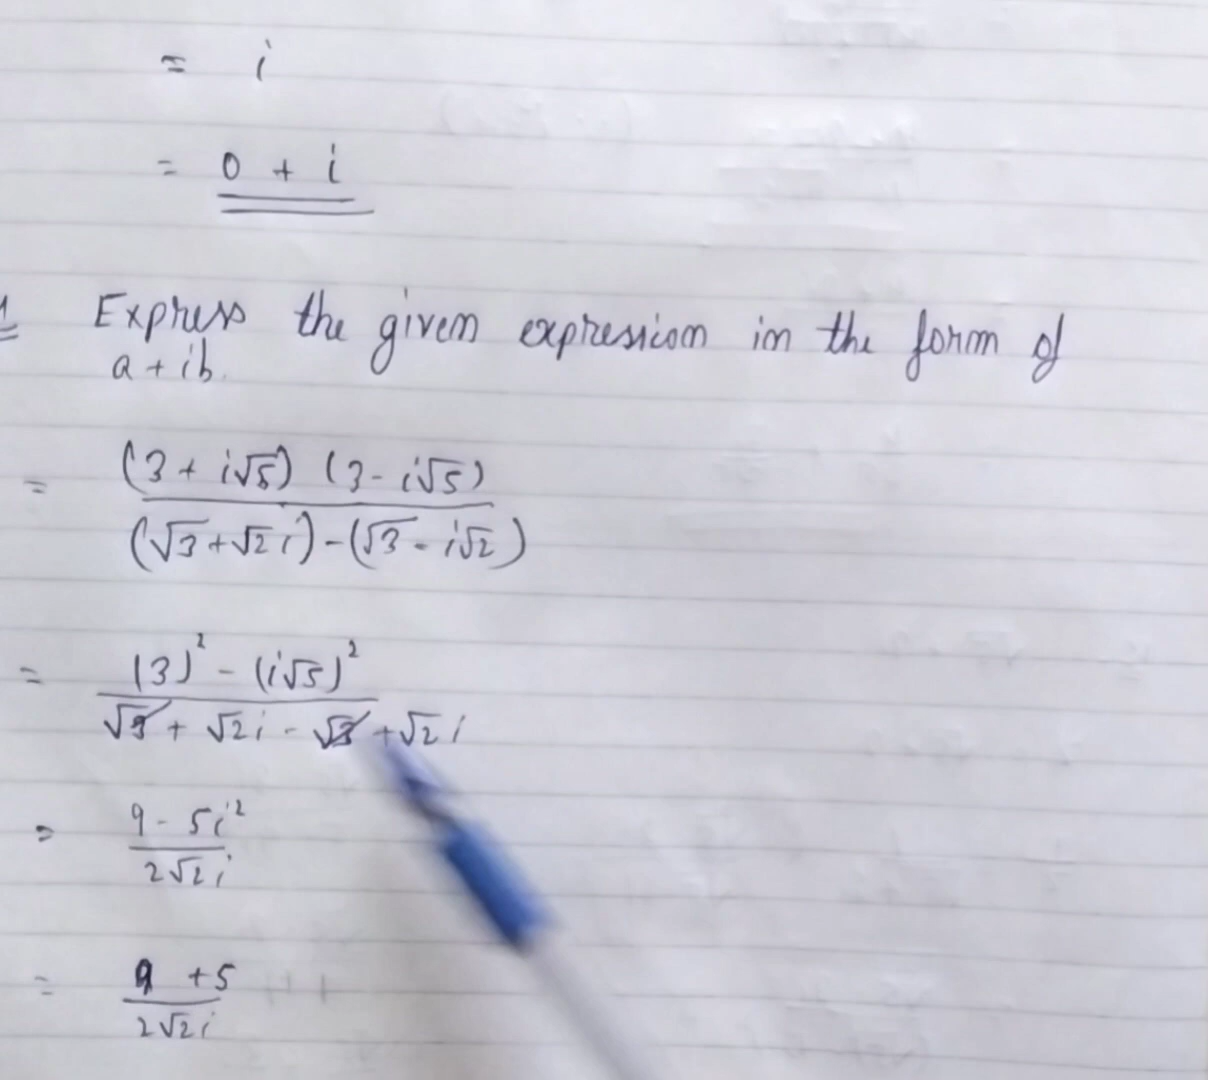 = i
= 0 + i
Express the given expression in the form of
a + ib.
= (3 + i√5) (3 - i√5)
(√3 + √2 i) - (√3 - i√2)
= (3)² - (i√5)²
√3 + √2 i - √3 + √2 i
= 9 - 5i²
2√2 i
= 9 + 5
2√2 i